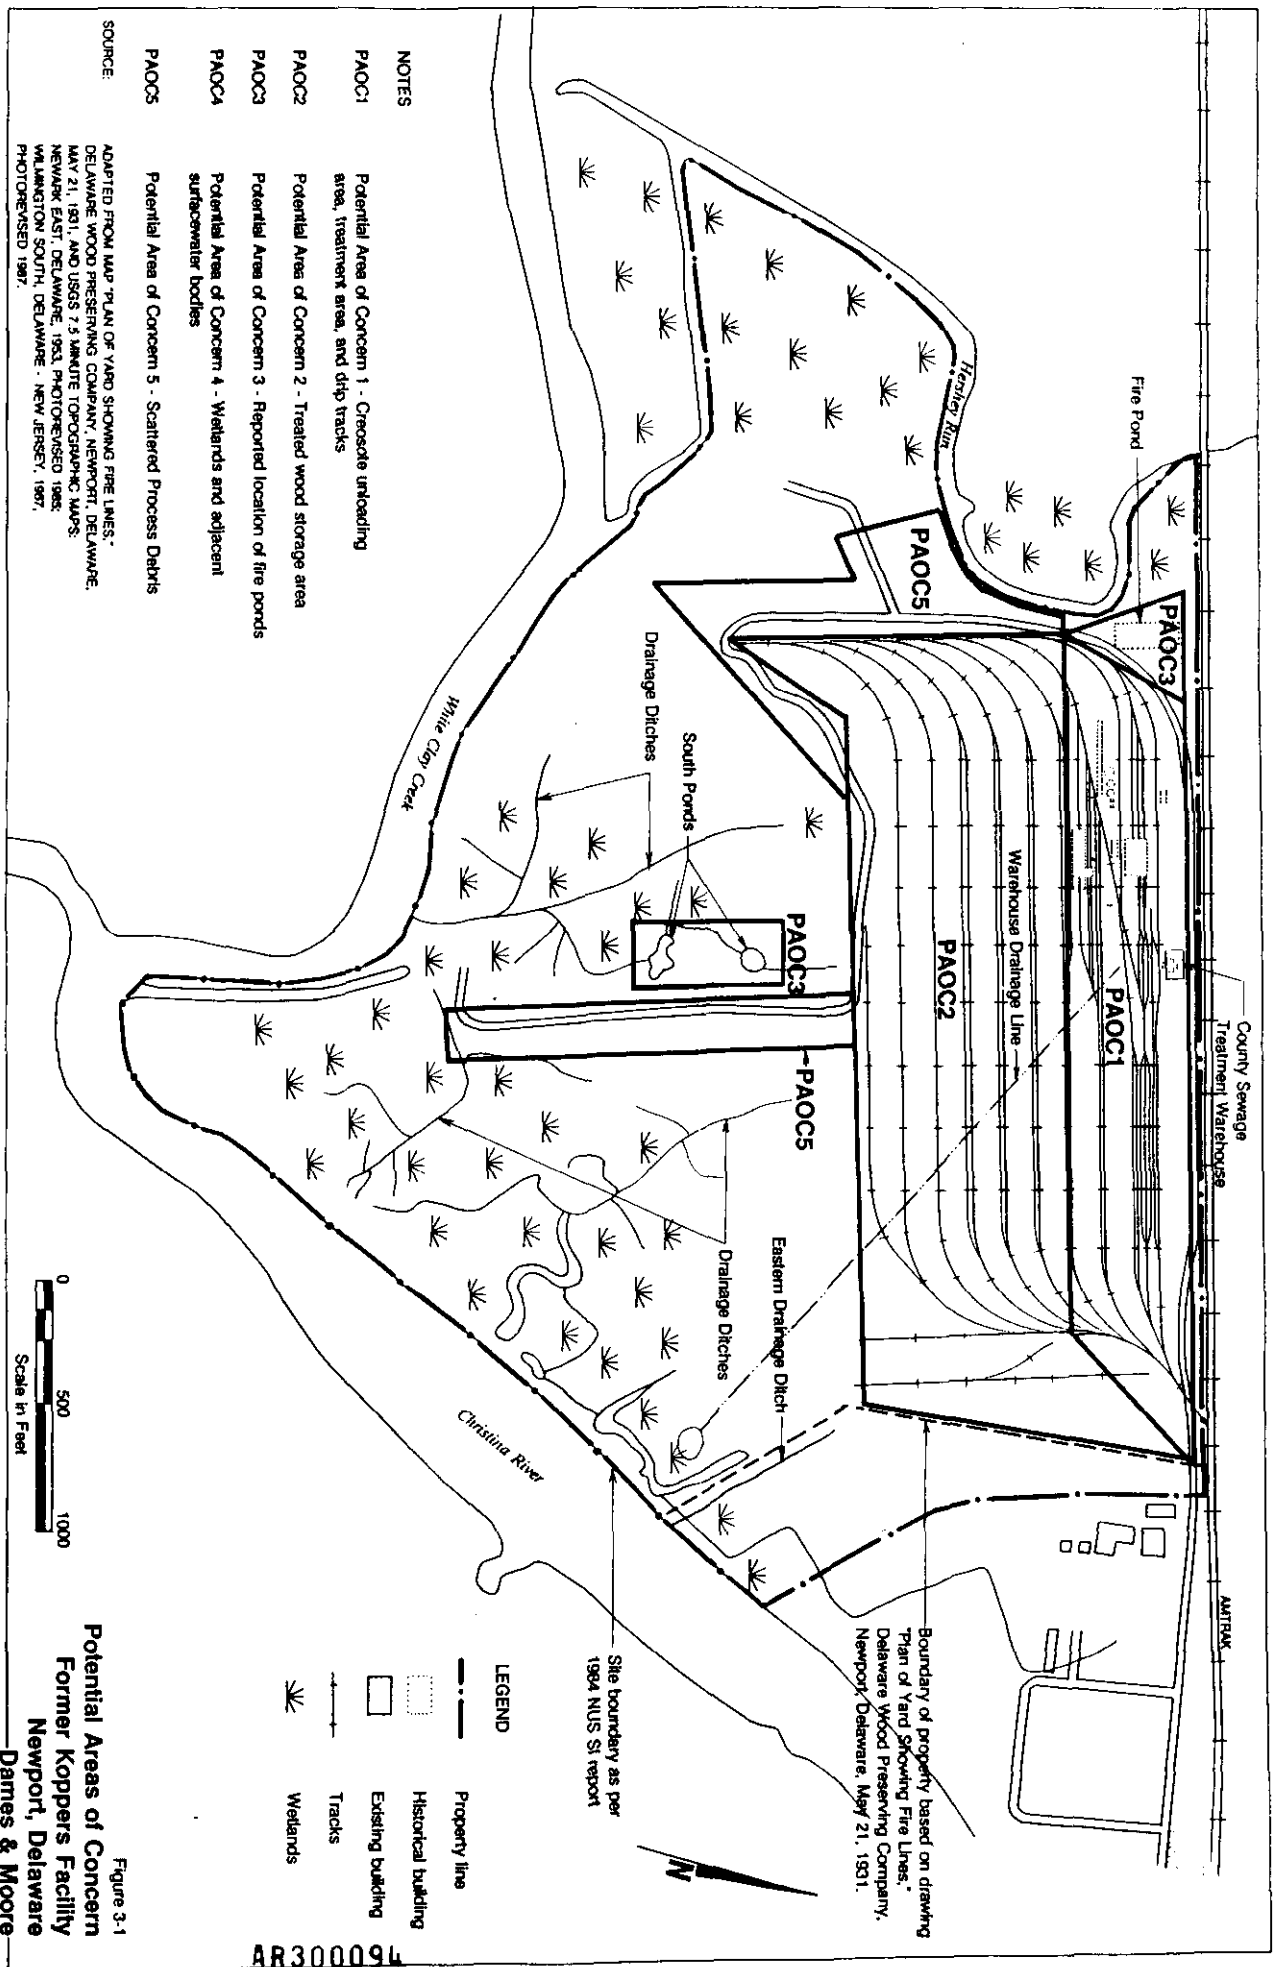 County Sewage
Treatment Warehouse
AMTRAK
Fire Pond
PAOC3
Hershey Run
PAOC5
PAOC1
PAOC2
Warehouse Drainage Line
Drainage Ditches
South Ponds
PAOC3
PAOC5
White Clay Creek
Drainage Ditches
Eastern Drainage Ditch
Christina River
Boundary of property based on drawing
"Plan of Yard Showing Fire Lines,"
Delaware Wood Preserving Company,
Newport, Delaware, May 21, 1931.
Site boundary as per
1984 NUS SI report
N
NOTES
PAOC1 Potential Area of Concern 1 - Creosote unloading
area, treatment area, and drip tracks
PAOC2 Potential Area of Concern 2 - Treated wood storage area
PAOC3 Potential Area of Concern 3 - Reported location of fire ponds
PAOC4 Potential Area of Concern 4 - Wetlands and adjacent
surfacewater bodies
PAOC5 Potential Area of Concern 5 - Scattered Process Debris
SOURCE: ADAPTED FROM MAP "PLAN OF YARD SHOWING FIRE LINES,"
DELAWARE WOOD PRESERVING COMPANY, NEWPORT, DELAWARE,
MAY 21, 1931, AND USGS 7.5 MINUTE TOPOGRAPHIC MAPS:
NEWARK EAST, DELAWARE, 1953, PHOTOREVISED 1985;
WILMINGTON SOUTH, DELAWARE - NEW JERSEY, 1967,
PHOTOREVISED 1987.
0 500 1000
Scale in Feet
LEGEND
Property line
Historical building
Existing building
Tracks
Wetlands
Figure 3-1
Potential Areas of Concern
Former Koppers Facility
Newport, Delaware
Dames & Moore
AR300094